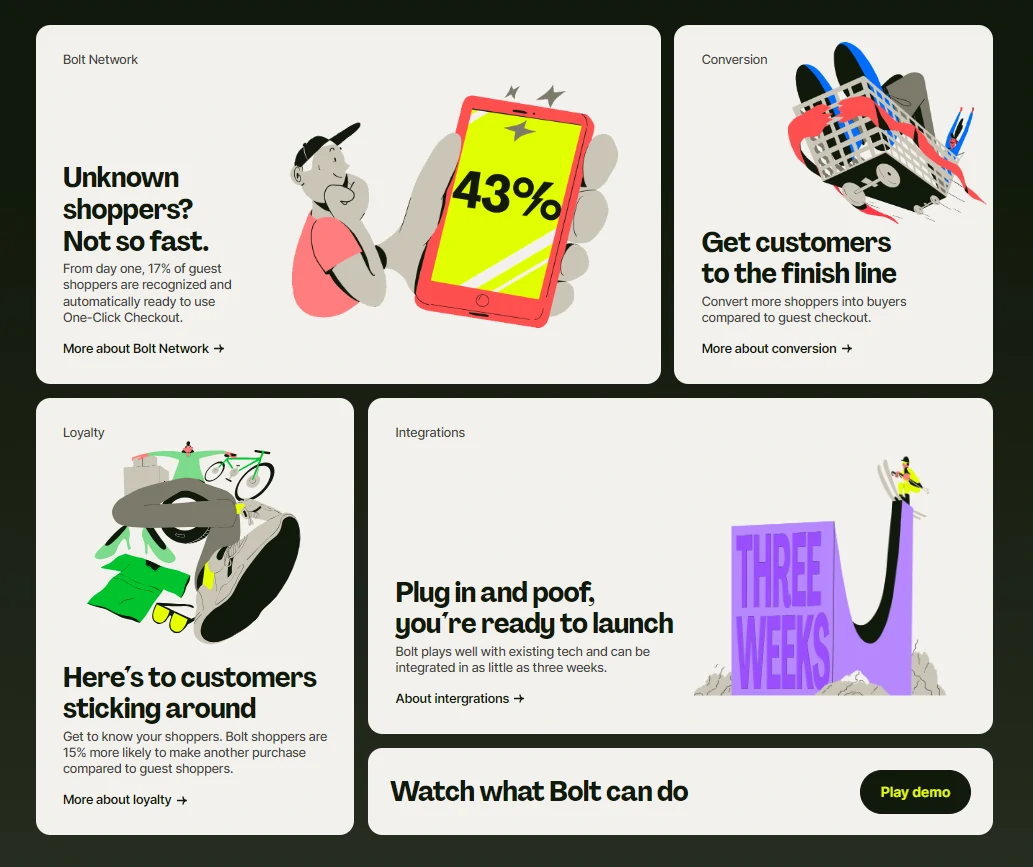 Bolt Network
Unknown
shoppers?
Not so fast.
From day one, 17% of guest
shoppers are recognized and
automatically ready to use
One-Click Checkout.
More about Bolt Network →
43%
Conversion
Get customers
to the finish line
Convert more shoppers into buyers
compared to guest checkout.
More about conversion →
Loyalty
Here's to customers
sticking around
Get to know your shoppers. Bolt shoppers are
15% more likely to make another purchase
compared to guest shoppers.
More about loyalty →
Integrations
Plug in and poof,
you're ready to launch
Bolt plays well with existing tech and can be
integrated in as little as three weeks.
About intergrations →
THREE
WEEKS
Watch what Bolt can do
Play demo